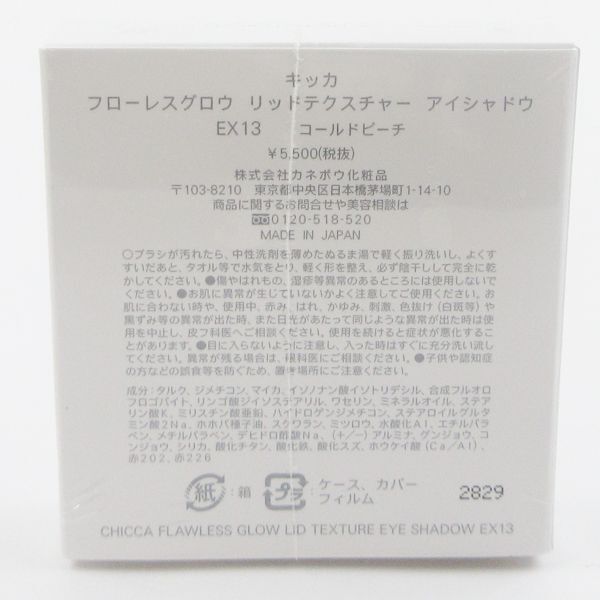 キッカ
フローレスグロウ リッドテクスチャー アイシャドウ
EX13 コールドビーチ
¥5,500(税抜)
株式会社カネボウ化粧品
〒103-8210 東京都中央区日本橋茅場町1-14-10
商品に関するお問合せや美容相談は
0120-518-520
MADE IN JAPAN
○ブラシが汚れたら、中性洗剤を薄めたぬるま湯で軽く振り洗いし、よくす
すいだあと、タオル等で水気をとり、軽く形を整え、必ず陰干しして完全に乾
かしてください。●傷やはれもの、湿疹等異常のあるところには使用しないで
ください。●お肌に異常が生じていないかよく注意してご使用ください。お
肌に合わない時や、使用中、赤み、はれ、かゆみ、刺激、色抜け(白斑等)や
黒ずみ等の異常が出た時、また日光があたって同じような異常が出た時は使
用を中止し、皮フ科医へご相談ください。使用を続けると症状が悪化するこ
とがあります。●目に入らないように注意し、入った時はすぐに充分洗い流し
てください。異常が残る場合は、眼科医にご相談ください。●子供や認知症
の方などの誤食等を防ぐため、置き場所にご注意ください。
成分:タルク、ジメチコン、マイカ、イソノナン酸イソトリデシル、合成フルオロ
フロゴパイト、リンゴ酸ジイソステアリル、ワセリン、ミネラルオイル、ステア
リン酸K、ミリスチン酸亜鉛、ハイドロゲンジメチコン、ステアロイルグルタ
ミン酸2Na、ホホバ種子油、スクワラン、ミツロウ、水酸化Al、エチルパラ
ベン、メチルパラベン、デヒドロ酢酸Na、(+/-)アルミナ、グンジョウ、コ
ンジョウ、シリカ、酸化チタン、酸化鉄、酸化スズ、ホウケイ酸(Ca/Al)、
赤202、赤226
紙:箱 プラ:ケース、カバー
フィルム
2829
CHICCA FLAWLESS GLOW LID TEXTURE EYE SHADOW EX13